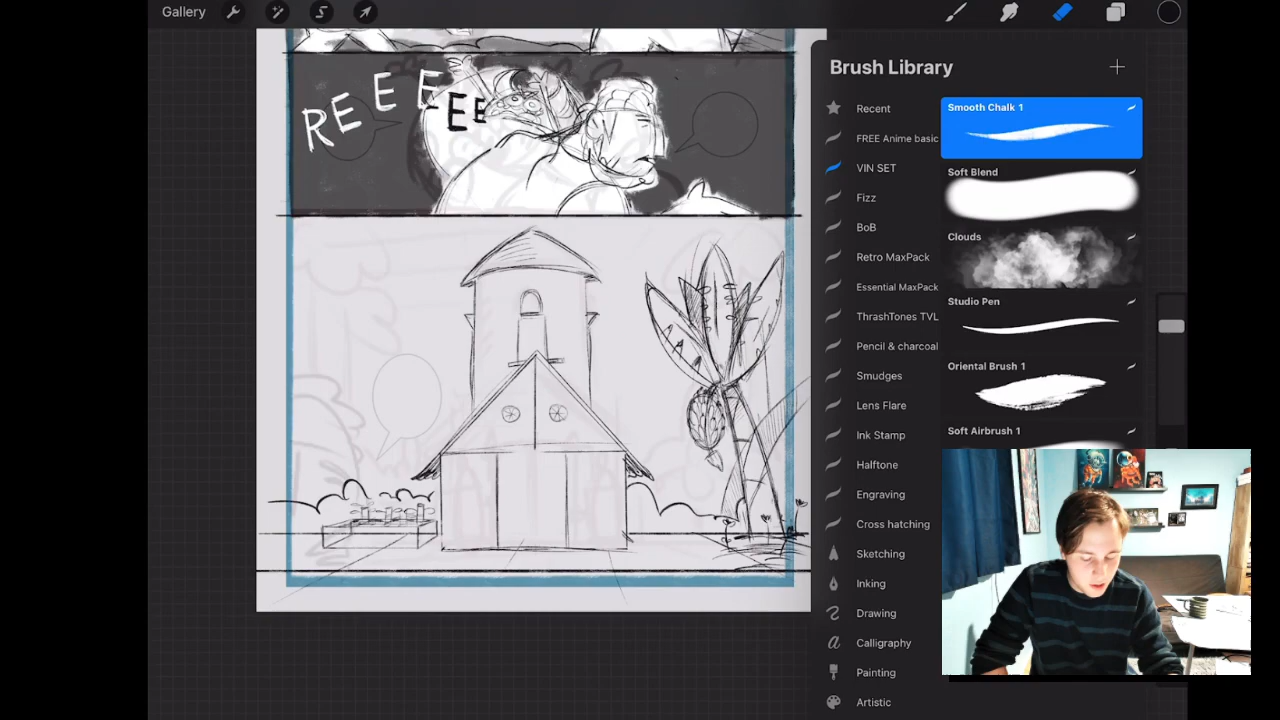 Gallery
REEEEE
Brush Library
Recent
FREE Anime basic
VIN SET
Fizz
BoB
Retro MaxPack
Essential MaxPack
ThrashTones TVL
Pencil & charcoal
Smudges
Lens Flare
Ink Stamp
Halftone
Engraving
Cross hatching
Sketching
Inking
Drawing
Calligraphy
Painting
Artistic
Smooth Chalk 1
Soft Blend
Clouds
Studio Pen
Oriental Brush 1
Soft Airbrush 1